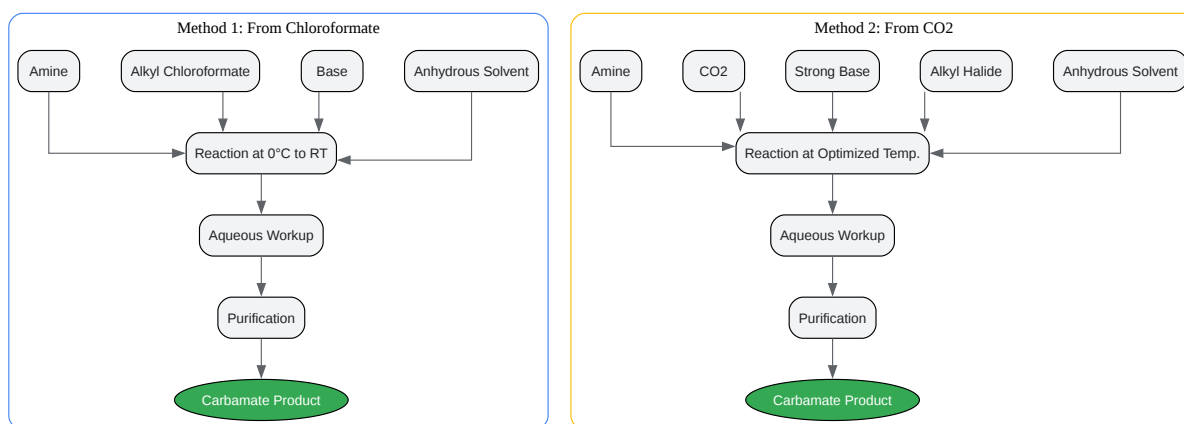 Method 1: From Chloroformate
Amine
Alkyl Chloroformate
Base
Anhydrous Solvent
Reaction at 0°C to RT
Aqueous Workup
Purification
Carbamate Product
Method 2: From CO2
Amine
CO2
Strong Base
Alkyl Halide
Anhydrous Solvent
Reaction at Optimized Temp.
Aqueous Workup
Purification
Carbamate Product